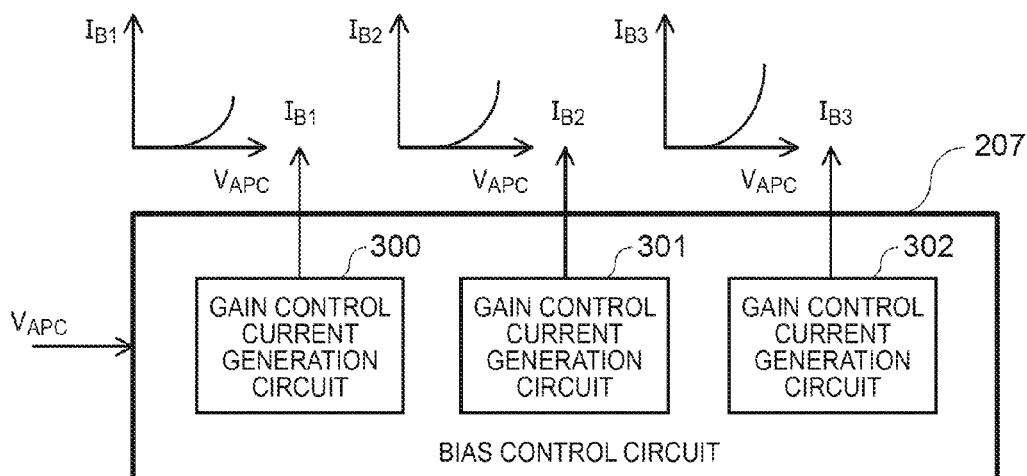 IB1
IB2
IB3
IB1
IB2
IB3
VAPC
VAPC
VAPC
207
300
301
302
VAPC
GAIN CONTROL
CURRENT
GENERATION
CIRCUIT
GAIN CONTROL
CURRENT
GENERATION
CIRCUIT
GAIN CONTROL
CURRENT
GENERATION
CIRCUIT
BIAS CONTROL CIRCUIT